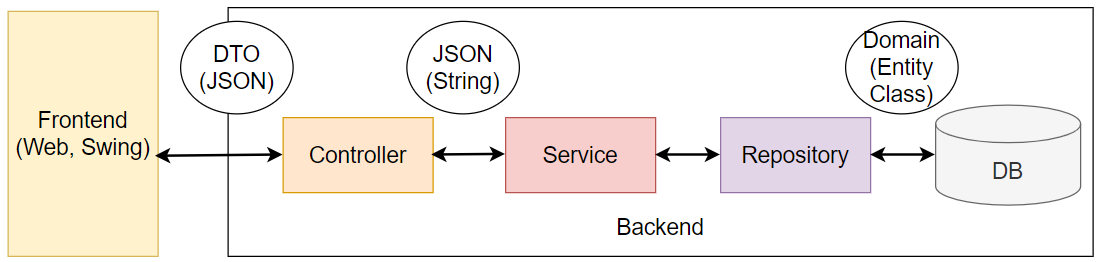 Frontend
(Web, Swing)
DTO
(JSON)
Controller
JSON
(String)
Service
Repository
Domain
(Entity
Class)
DB
Backend